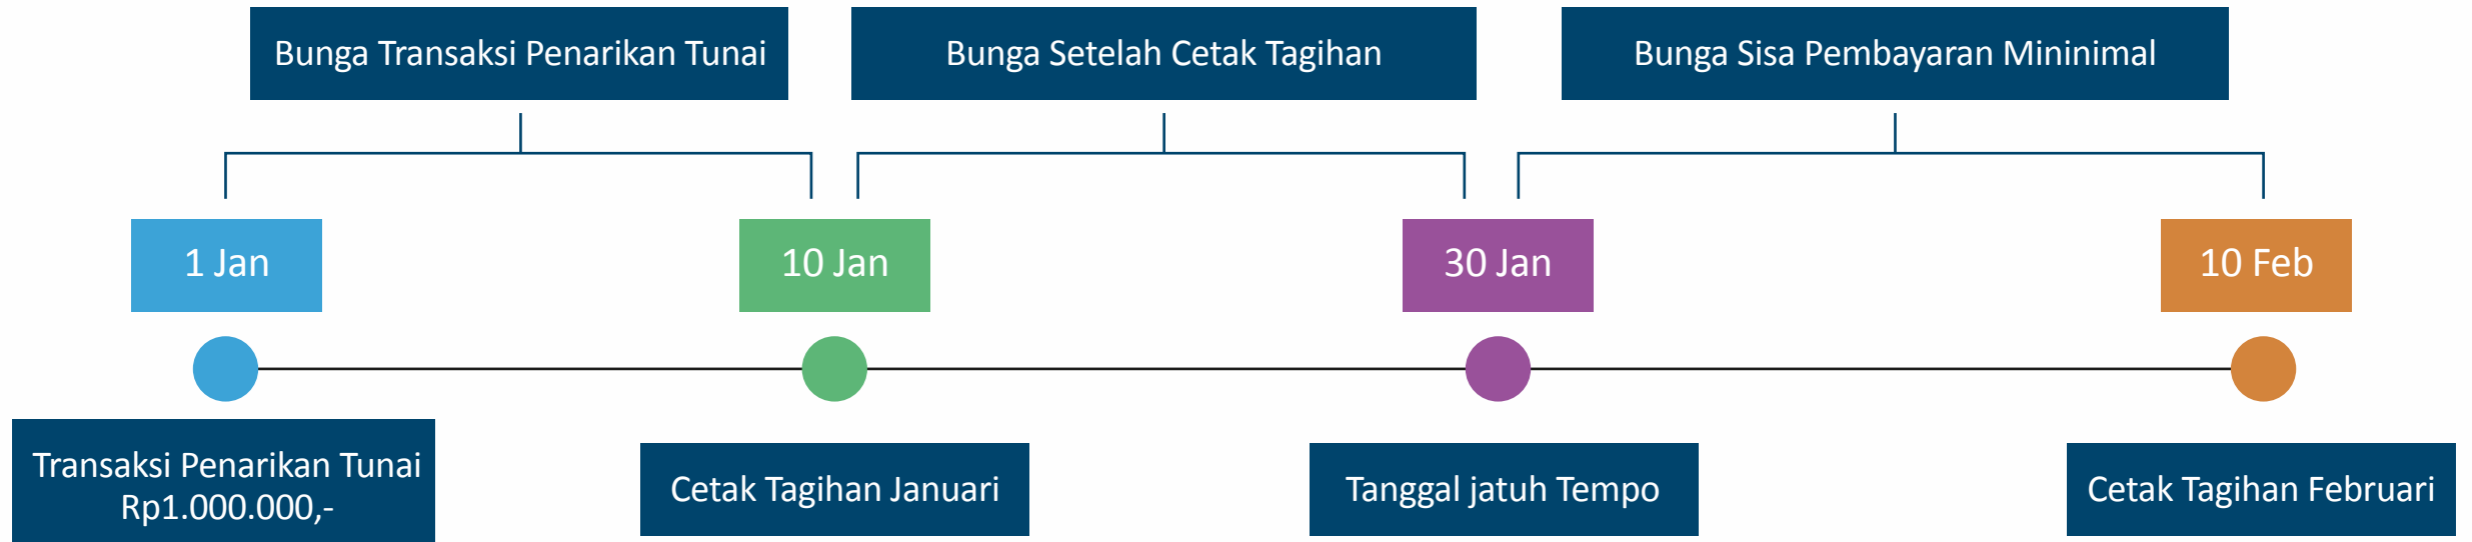 Bunga Transaksi Penarikan Tunai
Bunga Setelah Cetak Tagihan
Bunga Sisa Pembayaran Mininimal
1 Jan
10 Jan
30 Jan
10 Feb
Transaksi Penarikan Tunai
Rp1.000.000,-
Cetak Tagihan Januari
Tanggal jatuh Tempo
Cetak Tagihan Februari